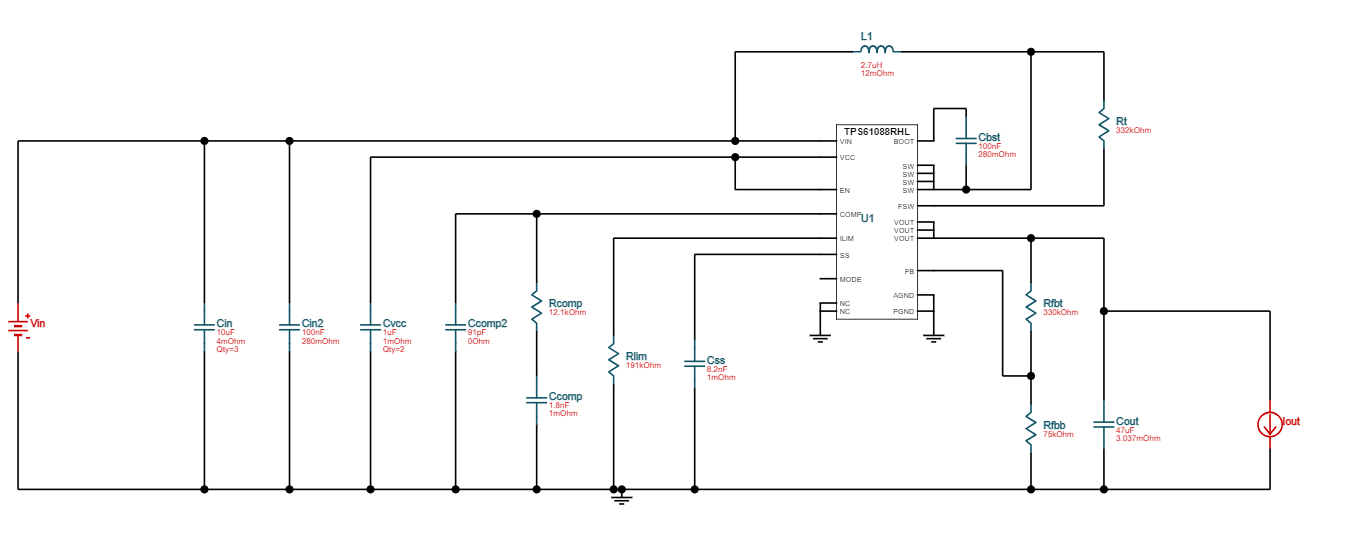 L1
2.7uH
12mOhm
TPS61088RHL
VIN
VCC
EN
COMP
ILIM
SS
MODE
NC
NC
U1
BOOT
SW
SW
SW
SW
FSW
VOUT
VOUT
VOUT
FB
AGND
PGND
Cbst
100nF
280mOhm
Rt
332kOhm
+
Vin
-
Cin
10uF
4mOhm
Qty=3
Cin2
100nF
280mOhm
Cvcc
1uF
1mOhm
Qty=2
Ccomp2
91pF
0Ohm
Rcomp
12.1kOhm
Ccomp
1.8nF
1mOhm
Rlim
191kOhm
Css
8.2nF
1mOhm
Rfbt
330kOhm
Rfbb
75kOhm
Cout
47uF
3.037mOhm
Iout